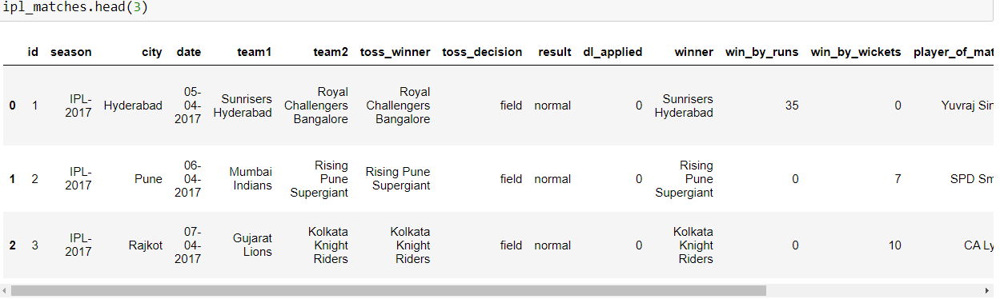 ipl_matches.head(3)
id season city date team1 team2 toss_winner toss_decision result dl_applied winner win_by_runs win_by_wickets player_of_mat
0 1 IPL-2017 Hyderabad 05-04-2017 Sunrisers Hyderabad Royal Challengers Bangalore Royal Challengers Bangalore field normal 0 Sunrisers Hyderabad 35 0 Yuvraj Sin
1 2 IPL-2017 Pune 06-04-2017 Mumbai Indians Rising Pune Supergiant Rising Pune Supergiant field normal 0 Rising Pune Supergiant 0 7 SPD Sm
2 3 IPL-2017 Rajkot 07-04-2017 Gujarat Lions Kolkata Knight Riders Kolkata Knight Riders field normal 0 Kolkata Knight Riders 0 10 CA Ly